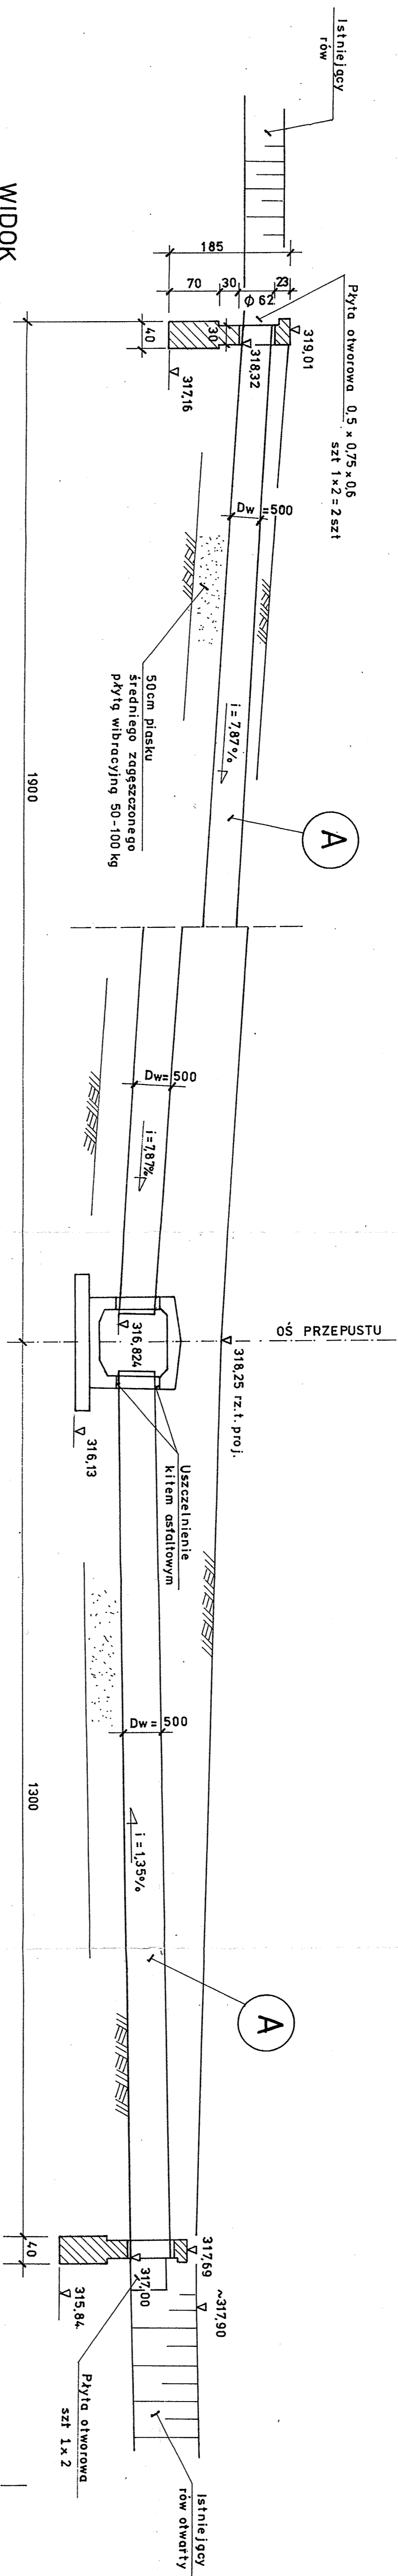 Istniejący
rów
185
70
30
ϕ 62
23
40
30
319,01
318,32
317,16
Płyta otworowa 0,5 x 0,75 x 0,6
szt 1x2 = 2 szt
Dw = 500
50cm piasku
średniego zagęszczonego
płytą wibracyjną 50-100 kg
i = 7,87%
A
1900
WIDOK
Dw = 500
i = 7,87%
OŚ PRZEPUSTU
318,25 rz.t. proj.
316,824
316,13
Uszczelnienie
kitem asfaltowym
Dw = 500
1300
i = 1,35%
A
317,69
~317,90
317,00
315,84
40
Płyta otworowa
szt 1x2
Istniejący
rów otwarty